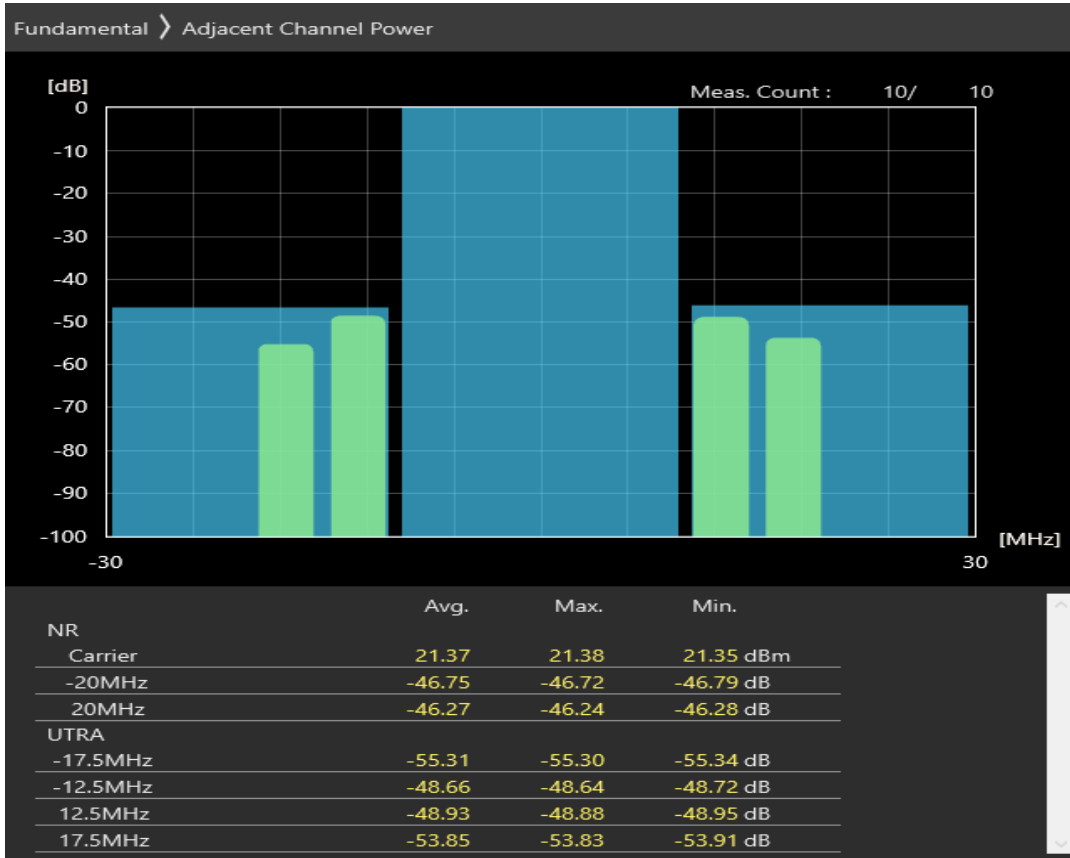 Fundamental 》 Adjacent Channel Power
[dB]
Meas. Count : 10/ 10
0
-10
-20
-30
-40
-50
-60
-70
-80
-90
-100
[MHz]
-30 30
Avg. Max. Min.
NR
Carrier 21.37 21.38 21.35 dBm
-20MHz -46.75 -46.72 -46.79 dB
20MHz -46.27 -46.24 -46.28 dB
UTRA
-17.5MHz -55.31 -55.30 -55.34 dB
-12.5MHz -48.66 -48.64 -48.72 dB
12.5MHz -48.93 -48.88 -48.95 dB
17.5MHz -53.85 -53.83 -53.91 dB